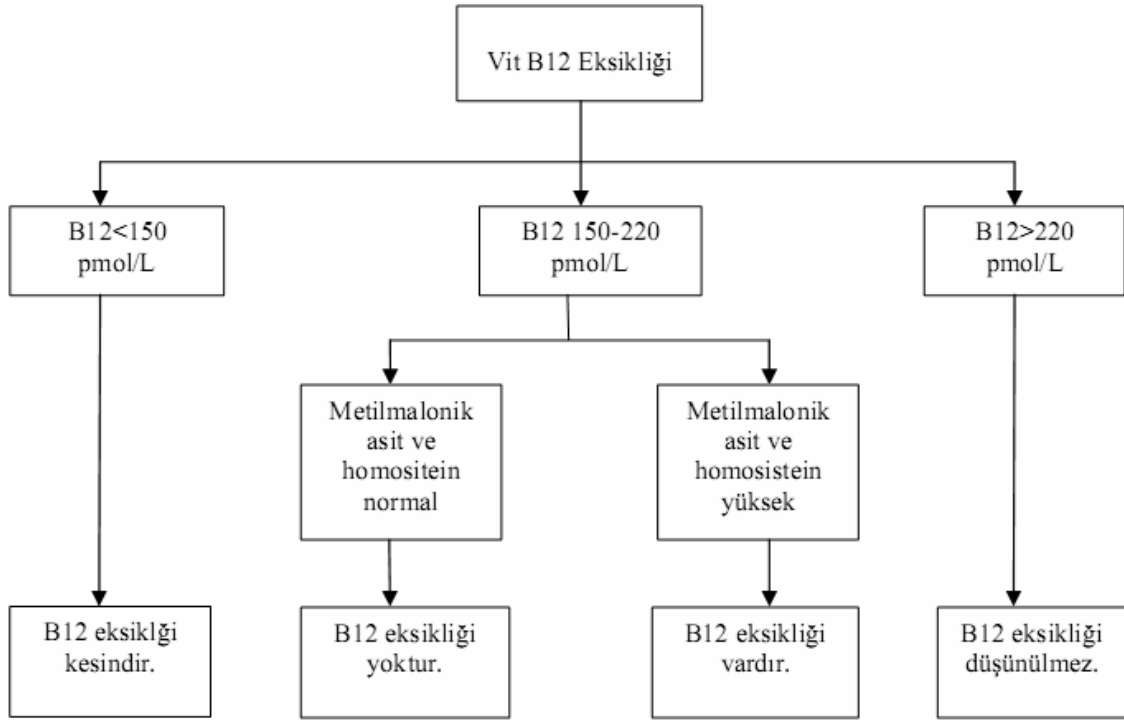 Vit B12 Eksikliği
B12<150
pmol/L
B12 150-220
pmol/L
B12>220
pmol/L
Metilmalonik
asit ve
homositein
normal
Metilmalonik
asit ve
homosistein
yüksek
B12 eksiklği
kesindir.
B12 eksikliği
yoktur.
B12 eksikliği
vardır.
B12 eksikliği
düşünülmez.